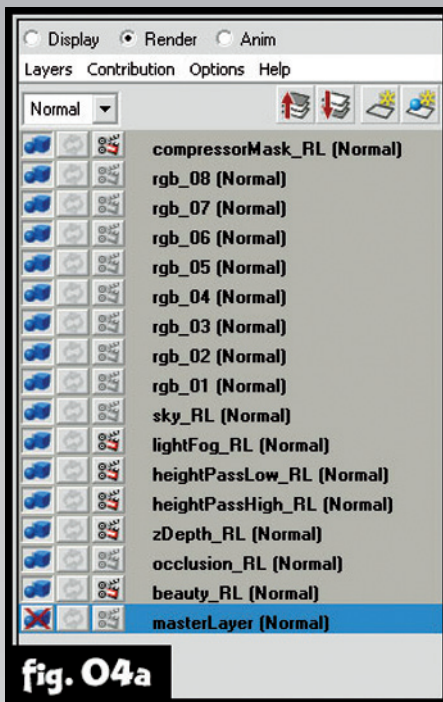 Display Render Anim
Layers Contribution Options Help
Normal
compressorMask_RL (Normal)
rgb_08 (Normal)
rgb_07 (Normal)
rgb_06 (Normal)
rgb_05 (Normal)
rgb_04 (Normal)
rgb_03 (Normal)
rgb_02 (Normal)
rgb_01 (Normal)
sky_RL (Normal)
lightFog_RL (Normal)
heightPassLow_RL (Normal)
heightPassHigh_RL (Normal)
zDepth_RL (Normal)
occlusion_RL (Normal)
beauty_RL (Normal)
masterLayer (Normal)
fig. 04a